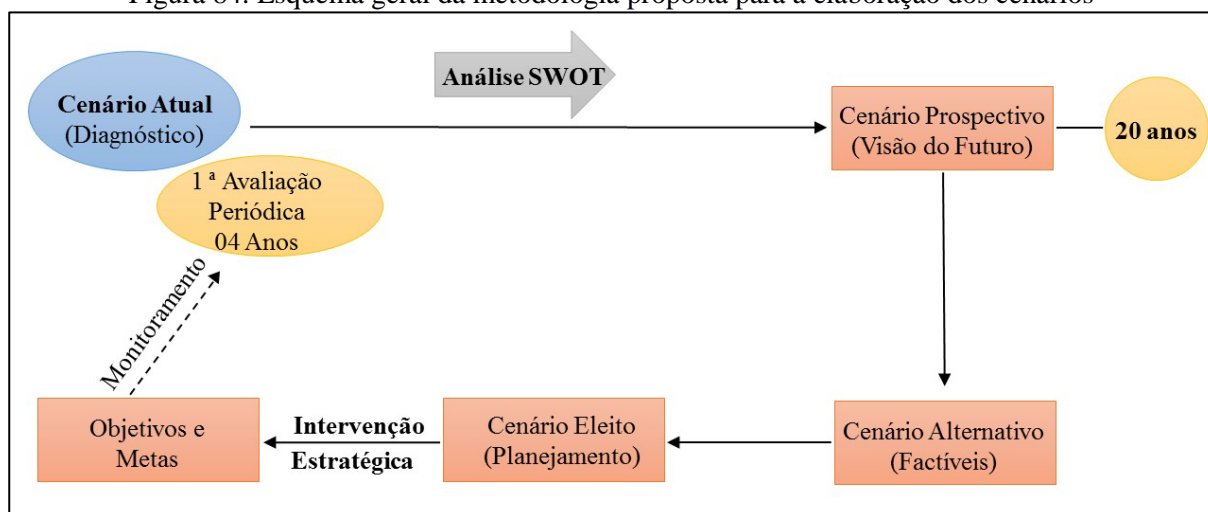 Figura 84. Esquema geral da metodologia proposta para a elaboração dos cenários
Análise SWOT
Cenário Atual
(Diagnóstico)
Cenário Prospectivo
(Visão do Futuro)
20 anos
1 ª Avaliação
Periódica
04 Anos
Monitoramento
Objetivos e
Metas
Intervenção
Estratégica
Cenário Eleito
(Planejamento)
Cenário Alternativo
(Factíveis)